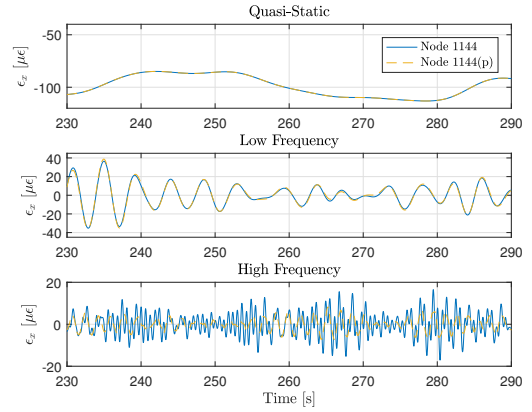 Quasi-Static
-50
-100
ϵx [μϵ]
Node 1144
Node 1144(p)
230 240 250 260 270 280 290
Low Frequency
40
20
0
-20
-40
ϵx [μϵ]
230 240 250 260 270 280 290
High Frequency
20
0
-20
ϵx [μϵ]
230 240 250 260 270 280 290
Time [s]